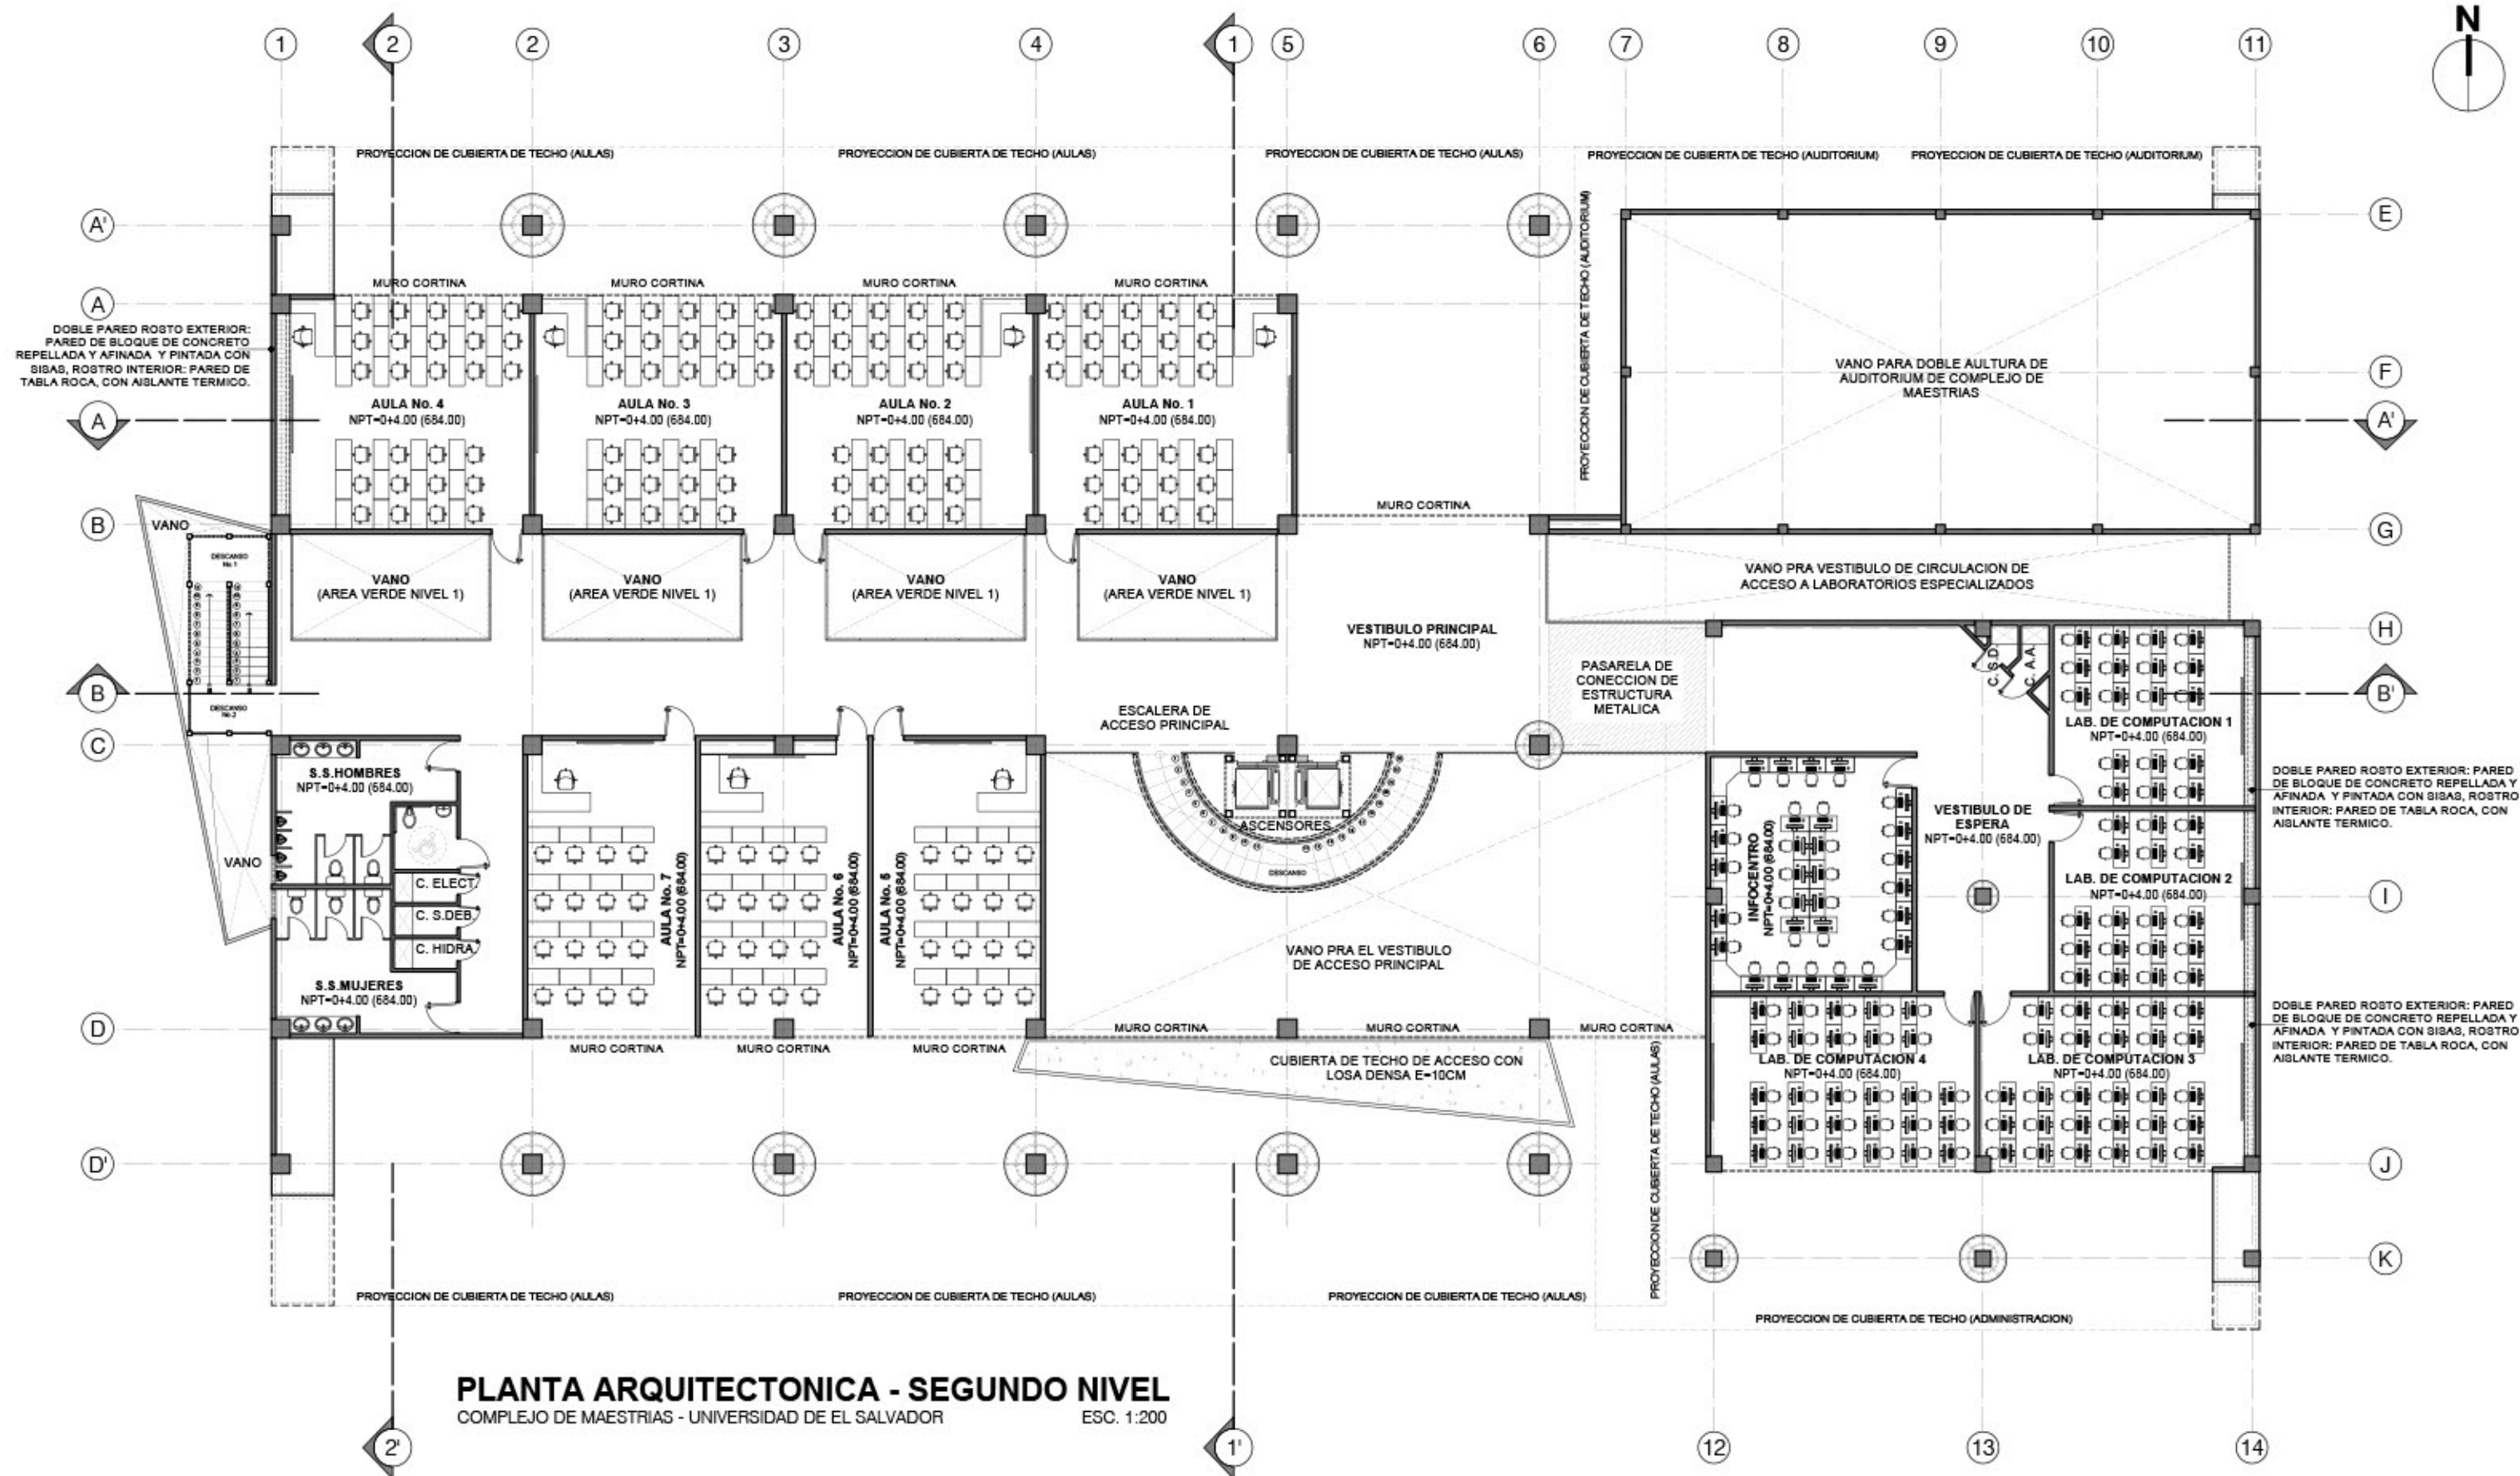 N
1
2
2
3
4
1
5
6
7
8
9
10
11
PROYECCION DE CUBIERTA DE TECHO (AULAS)
PROYECCION DE CUBIERTA DE TECHO (AULAS)
PROYECCION DE CUBIERTA DE TECHO (AULAS)
PROYECCION DE CUBIERTA DE TECHO (AUDITORIUM)
PROYECCION DE CUBIERTA DE TECHO (AUDITORIUM)
A'
E
PROYECCION DE CUBIERTA DE TECHO (AUDITORIUM)
MURO CORTINA
MURO CORTINA
MURO CORTINA
MURO CORTINA
A
DOBLE PARED ROSTO EXTERIOR:
PARED DE BLOQUE DE CONCRETO
REPELLADA Y AFINADA Y PINTADA CON
SISAS, ROSTRO INTERIOR: PARED DE
TABLA ROCA, CON AISLANTE TERMICO.
VANO PARA DOBLE AULTURA DE
AUDITORIUM DE COMPLEJO DE
MAESTRIAS
F
AULA No. 4
NPT=0+4.00 (684.00)
AULA No. 3
NPT=0+4.00 (684.00)
AULA No. 2
NPT=0+4.00 (684.00)
AULA No. 1
NPT=0+4.00 (684.00)
A
A'
MURO CORTINA
B
VANO
G
DESCANSO
No.1
VANO
(AREA VERDE NIVEL 1)
VANO
(AREA VERDE NIVEL 1)
VANO
(AREA VERDE NIVEL 1)
VANO
(AREA VERDE NIVEL 1)
VANO PRA VESTIBULO DE CIRCULACION DE
ACCESO A LABORATORIOS ESPECIALIZADOS
VESTIBULO PRINCIPAL
NPT=0+4.00 (684.00)
H
PASARELA DE
CONECCION DE
ESTRUCTURA
METALICA
C. S.D.
C. A.A.
B
B'
DESCANSO
No.2
ESCALERA DE
ACCESO PRINCIPAL
LAB. DE COMPUTACION 1
NPT=0+4.00 (684.00)
C
S.S.HOMBRES
NPT=0+4.00 (684.00)
DOBLE PARED ROSTO EXTERIOR: PARED
DE BLOQUE DE CONCRETO REPELLADA Y
AFINADA Y PINTADA CON SISAS, ROSTRO
INTERIOR: PARED DE TABLA ROCA, CON
AISLANTE TERMICO.
ASCENSORES
VESTIBULO DE
ESPERA
NPT=0+4.00 (684.00)
VANO
DESCANSO
C. ELECT.
C. S.DEB.
C. HIDRA.
AULA No. 7
NPT=0+4.00 (684.00)
AULA No. 6
NPT=0+4.00 (684.00)
AULA No. 5
NPT=0+4.00 (684.00)
INFOCENTRO
NPT=0+4.00 (684.00)
LAB. DE COMPUTACION 2
NPT=0+4.00 (684.00)
I
VANO PRA EL VESTIBULO
DE ACCESO PRINCIPAL
S.S.MUJERES
NPT=0+4.00 (684.00)
D
MURO CORTINA
MURO CORTINA
MURO CORTINA
MURO CORTINA
MURO CORTINA
MURO CORTINA
DOBLE PARED ROSTO EXTERIOR: PARED
DE BLOQUE DE CONCRETO REPELLADA Y
AFINADA Y PINTADA CON SISAS, ROSTRO
INTERIOR: PARED DE TABLA ROCA, CON
AISLANTE TERMICO.
CUBIERTA DE TECHO DE ACCESO CON
LOSA DENSA E=10CM
LAB. DE COMPUTACION 4
NPT=0+4.00 (684.00)
LAB. DE COMPUTACION 3
NPT=0+4.00 (684.00)
PROYECCION DE CUBIERTA DE TECHO (AULAS)
D'
J
K
PROYECCION DE CUBIERTA DE TECHO (AULAS)
PROYECCION DE CUBIERTA DE TECHO (AULAS)
PROYECCION DE CUBIERTA DE TECHO (AULAS)
PROYECCION DE CUBIERTA DE TECHO (ADMINISTRACION)
PLANTA ARQUITECTONICA - SEGUNDO NIVEL
COMPLEJO DE MAESTRIAS - UNIVERSIDAD DE EL SALVADOR
ESC. 1:200
2'
1'
12
13
14